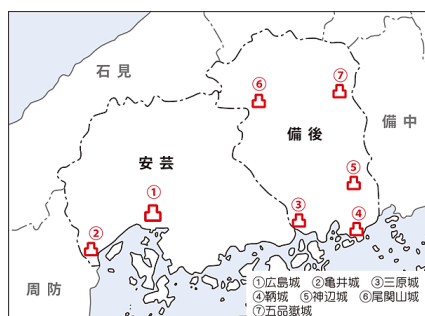 石見
⑥
⑦
備中
備後
安芸
⑤
①
③
④
②
周防
①広島城 ②亀井城 ③三原城
④鞆城 ⑤神辺城 ⑥尾関山城
⑦五品嶽城